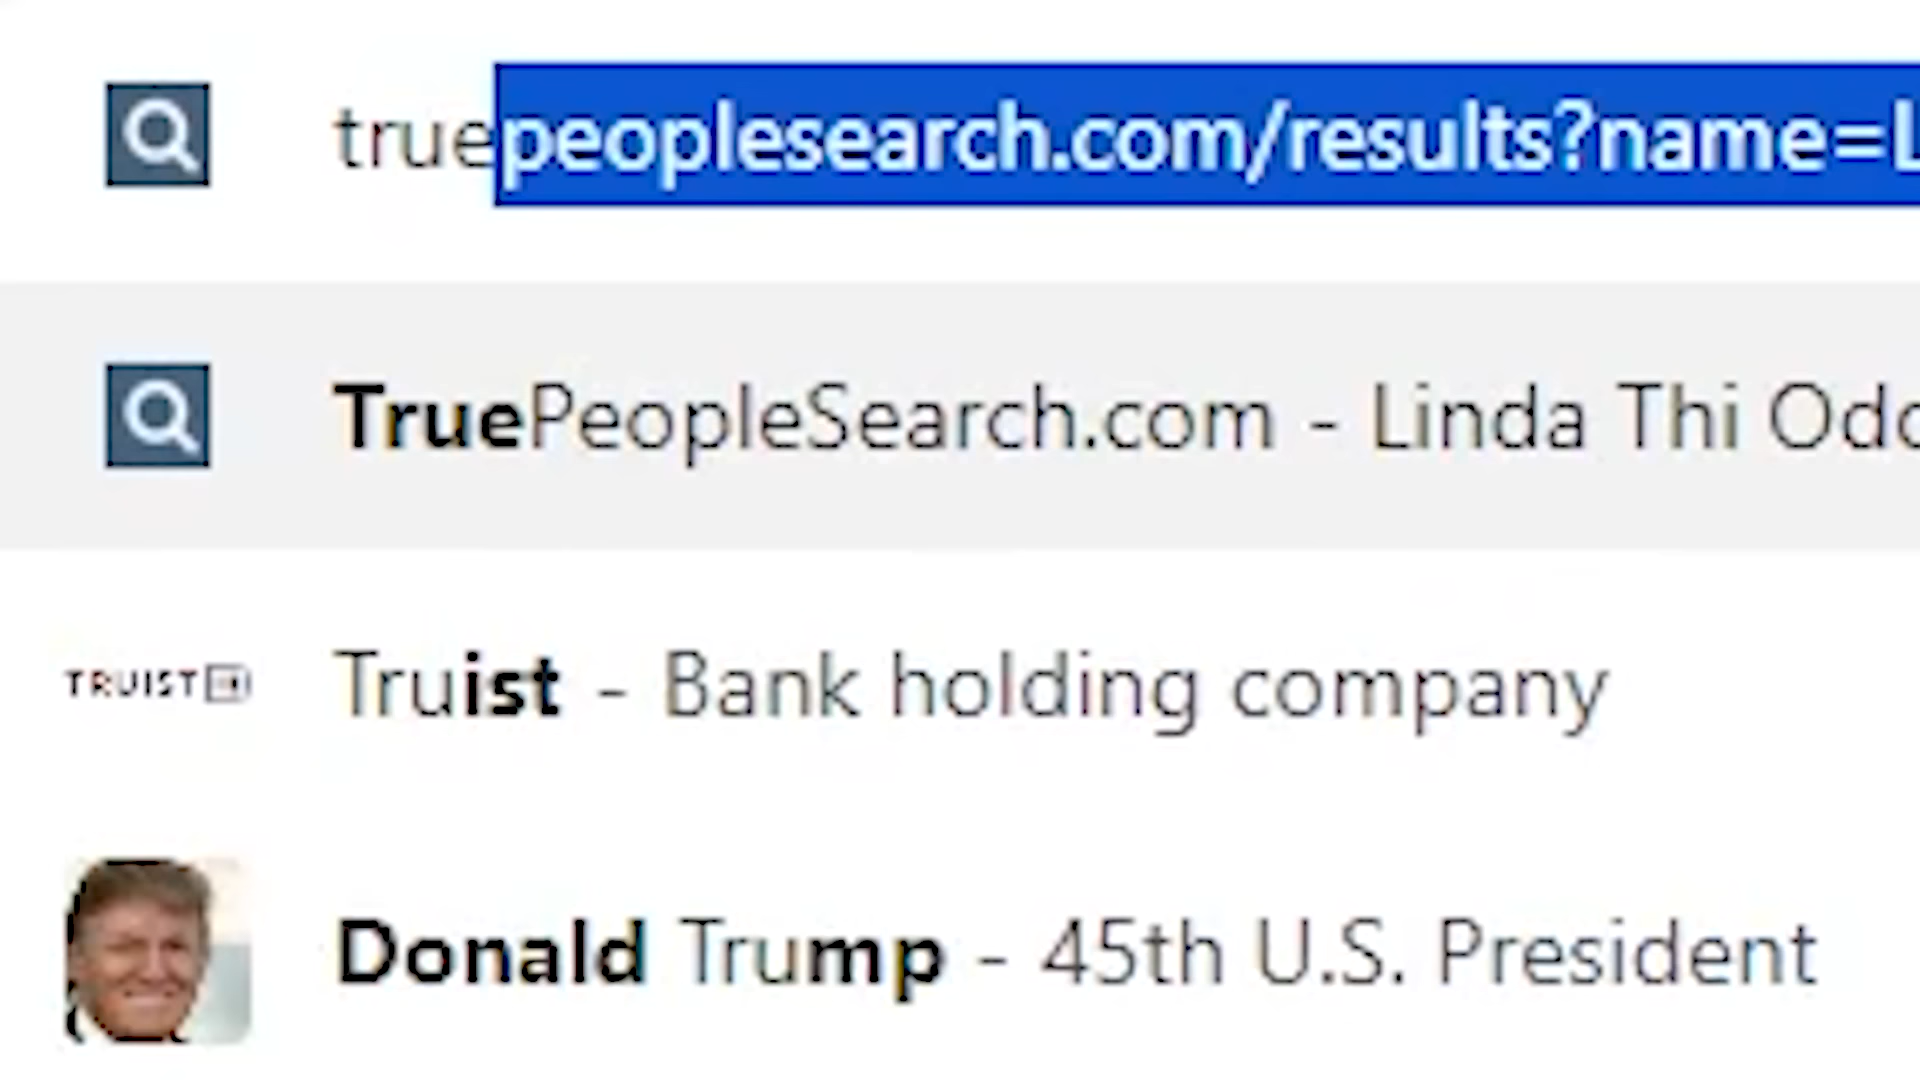 truepeoplesearch.com/results?name=L
TruePeopleSearch.com - Linda Thi
TRUIST Truist - Bank holding company
Donald Trump - 45th U.S. President